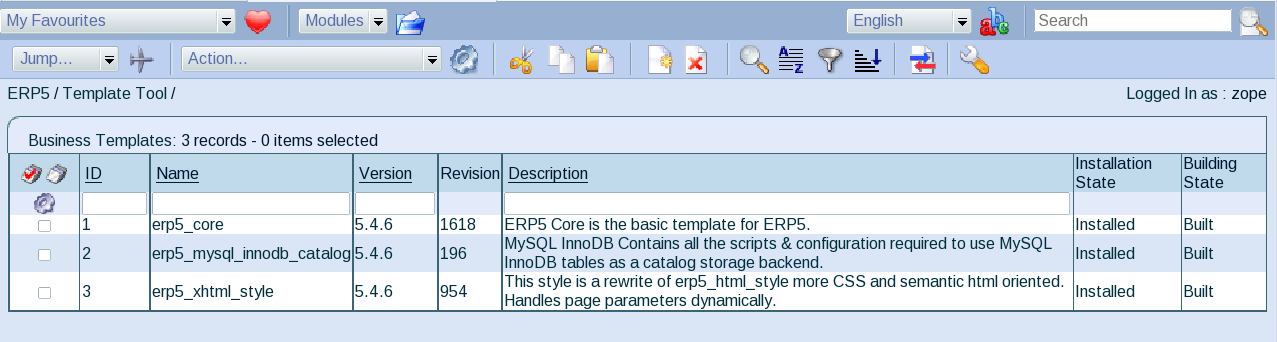 My Favourites Modules English Search
Jump... Action...
ERP5 / Template Tool / Logged In as : zope
Business Templates: 3 records - 0 items selected
ID Name Version Revision Description Installation State Building State
1 erp5_core 5.4.6 1618 ERP5 Core is the basic template for ERP5. Installed Built
2 erp5_mysql_innodb_catalog 5.4.6 196 MySQL InnoDB Contains all the scripts & configuration required to use MySQL
InnoDB tables as a catalog storage backend. Installed Built
3 erp5_xhtml_style 5.4.6 954 This style is a rewrite of erp5_html_style more CSS and semantic html oriented.
Handles page parameters dynamically. Installed Built